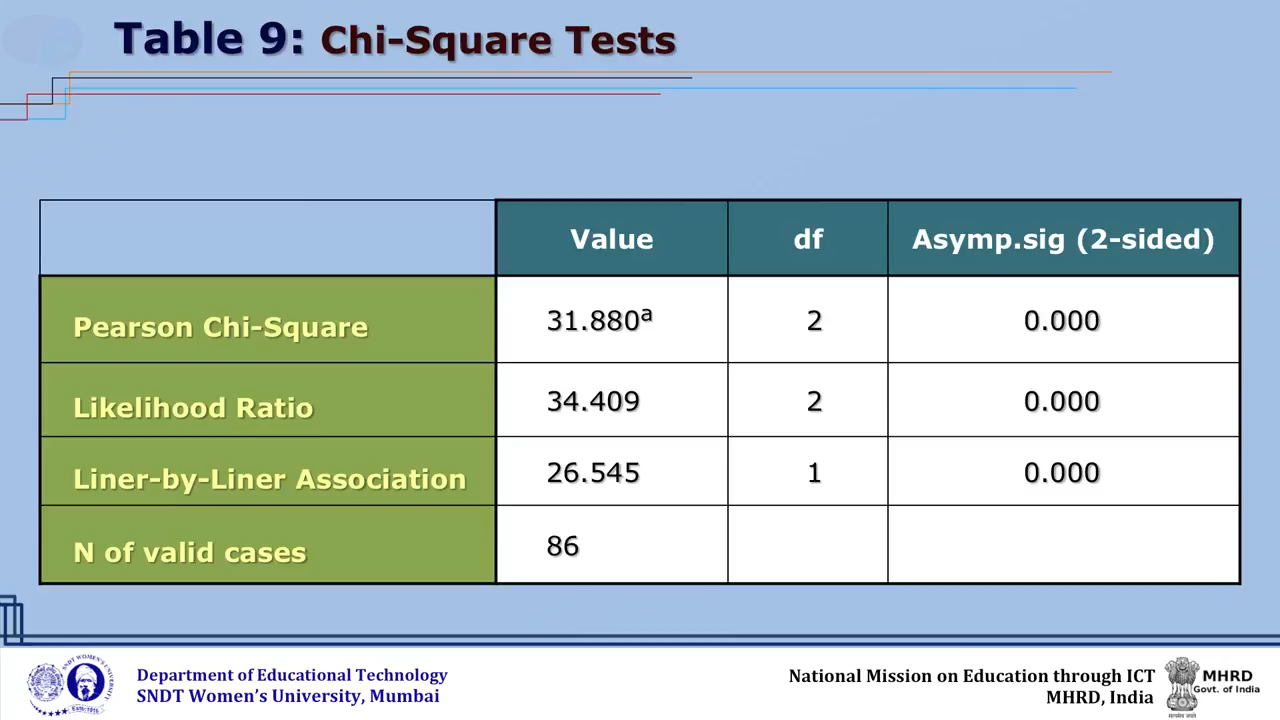 Table 9: Chi-Square Tests
Value df Asymp.sig (2-sided)
Pearson Chi-Square 31.880ª 2 0.000
Likelihood Ratio 34.409 2 0.000
Liner-by-Liner Association 26.545 1 0.000
N of valid cases 86
Department of Educational Technology
SNDT Women’s University, Mumbai
National Mission on Education through ICT
MHRD, India
MHRD
Govt. of India
SNDT WOMEN'S UNIVERSITY